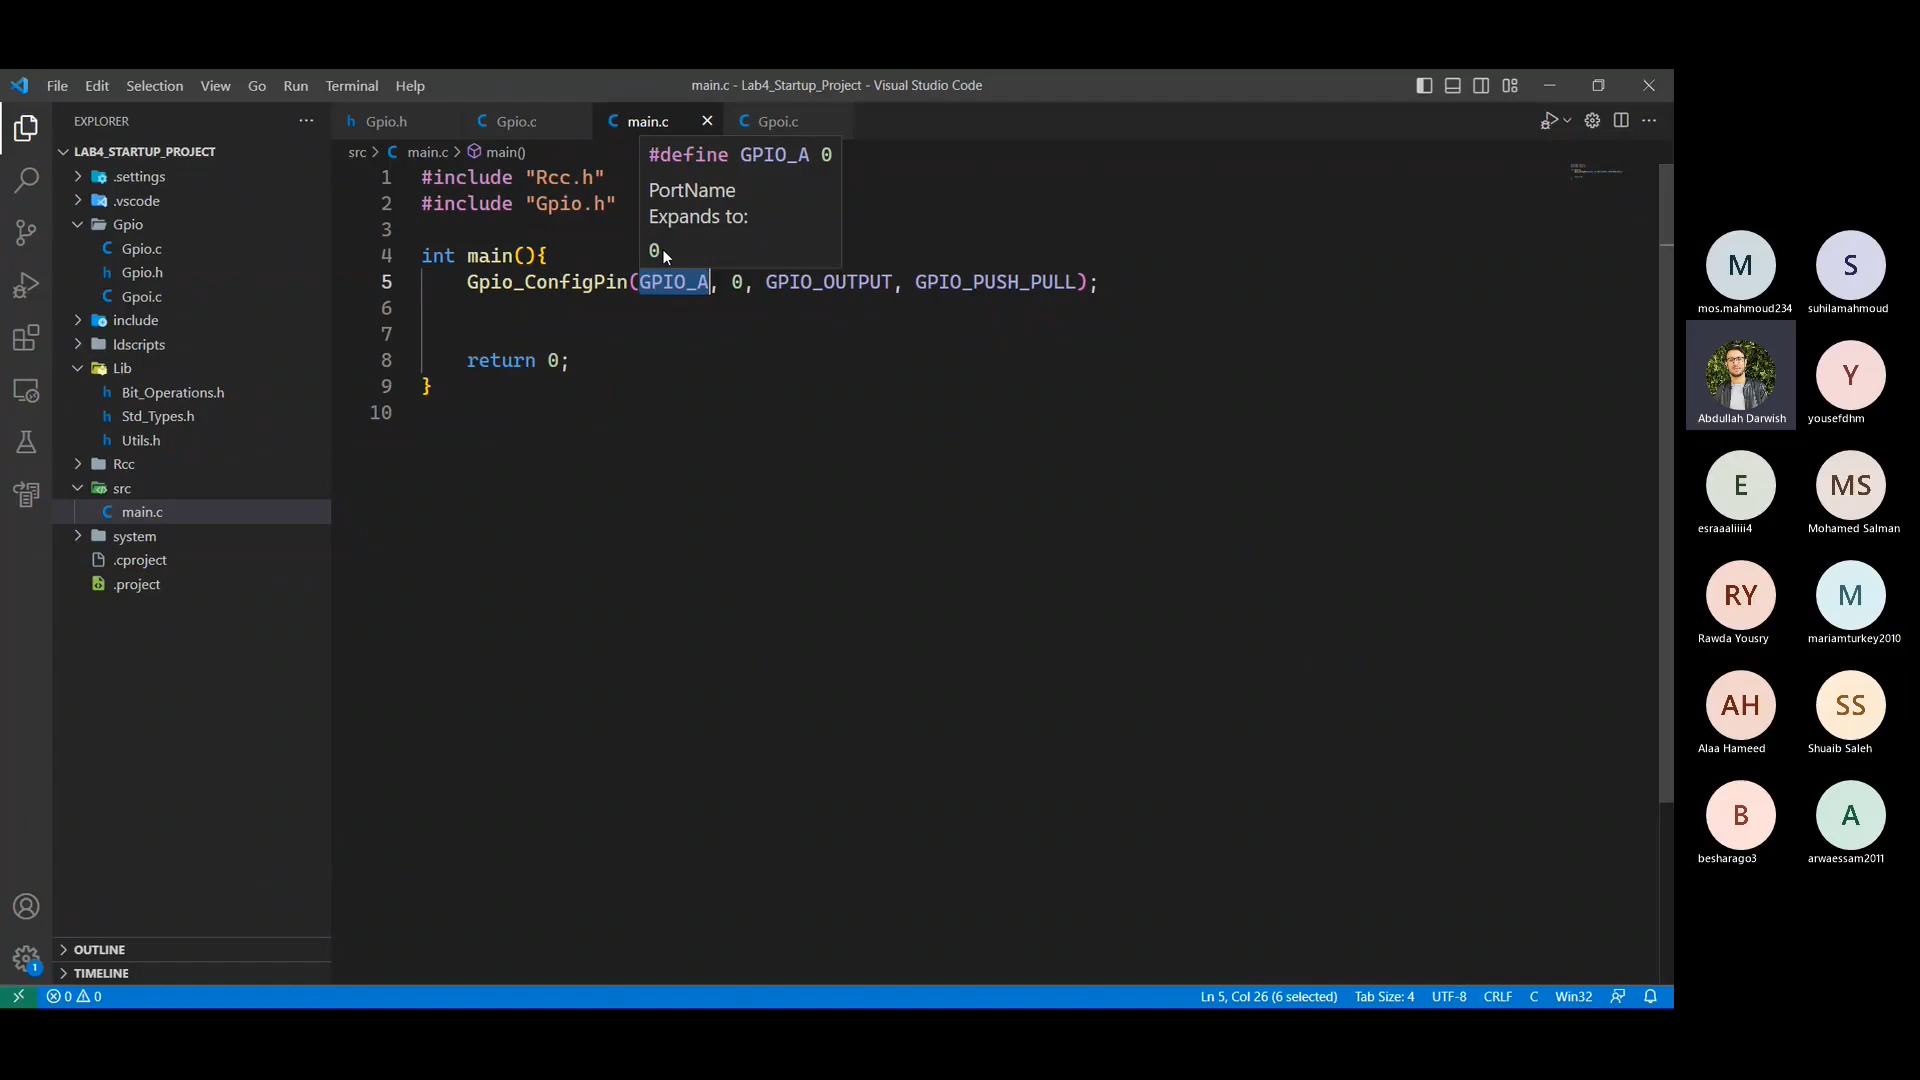 File Edit Selection View Go Run Terminal Help
main.c - Lab4_Startup_Project - Visual Studio Code
EXPLORER
LAB4_STARTUP_PROJECT
.settings
.vscode
Gpio
Gpio.c
Gpio.h
Gpoi.c
include
ldscripts
Lib
Bit_Operations.h
Std_Types.h
Utils.h
Rcc
src
main.c
system
.cproject
.project
OUTLINE
TIMELINE
Gpio.h
Gpio.c
main.c
Gpoi.c
src > main.c > main()
#define GPIO_A 0
PortName
Expands to:
0
1 #include "Rcc.h"
2 #include "Gpio.h"
3
4 int main(){
5 Gpio_ConfigPin(GPIO_A, 0, GPIO_OUTPUT, GPIO_PUSH_PULL);
6
7
8 return 0;
9 }
10
1
0 0
Ln 5, Col 26 (6 selected) Tab Size: 4 UTF-8 CRLF C Win32
M
mos.mahmoud234
S
suhilamahmoud
Abdullah Darwish
Y
yousefdhm
E
esraaaliiii4
MS
Mohamed Salman
RY
Rawda Yousry
M
mariamturkey2010
AH
Alaa Hameed
SS
Shuaib Saleh
B
besharago3
A
arwaessam2011